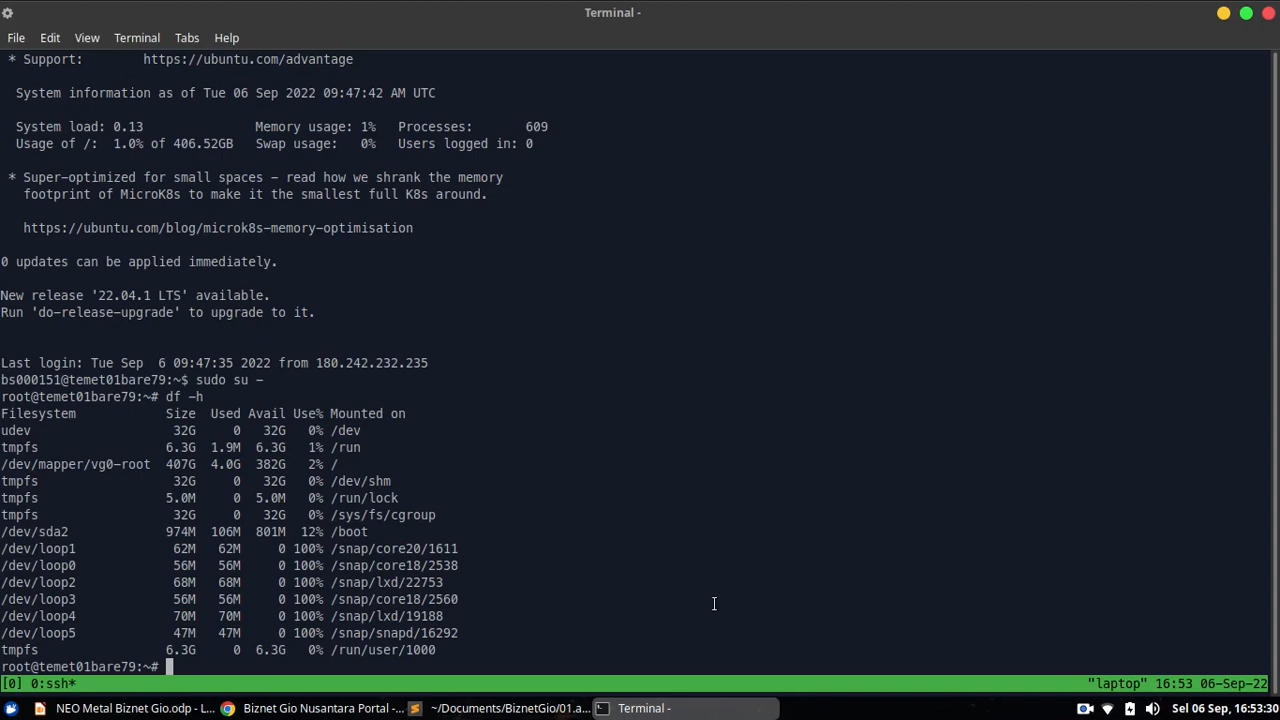 Terminal -
File Edit View Terminal Tabs Help
* Support: https://ubuntu.com/advantage
System information as of Tue 06 Sep 2022 09:47:42 AM UTC
System load: 0.13 Memory usage: 1% Processes: 609
Usage of /: 1.0% of 406.52GB Swap usage: 0% Users logged in: 0
* Super-optimized for small spaces - read how we shrank the memory
footprint of MicroK8s to make it the smallest full K8s around.
https://ubuntu.com/blog/microk8s-memory-optimisation
0 updates can be applied immediately.
New release '22.04.1 LTS' available.
Run 'do-release-upgrade' to upgrade to it.
Last login: Tue Sep  6 09:47:35 2022 from 180.242.232.235
bs000151@temet01bare79:~$ sudo su -
root@temet01bare79:~# df -h
Filesystem Size Used Avail Use% Mounted on
udev 32G 0 32G 0% /dev
tmpfs 6.3G 1.9M 6.3G 1% /run
/dev/mapper/vg0-root 407G 4.0G 382G 2% /
tmpfs 32G 0 32G 0% /dev/shm
tmpfs 5.0M 0 5.0M 0% /run/lock
tmpfs 32G 0 32G 0% /sys/fs/cgroup
/dev/sda2 974M 106M 801M 12% /boot
/dev/loop1 62M 62M 0 100% /snap/core20/1611
/dev/loop0 56M 56M 0 100% /snap/core18/2538
/dev/loop2 68M 68M 0 100% /snap/lxd/22753
/dev/loop3 56M 56M 0 100% /snap/core18/2560
/dev/loop4 70M 70M 0 100% /snap/lxd/19188
/dev/loop5 47M 47M 0 100% /snap/snapd/16292
tmpfs 6.3G 0 6.3G 0% /run/user/1000
root@temet01bare79:~#
[0] 0:ssh* "laptop" 16:53 06-Sep-22
NEO Metal Biznet Gio.odp - L... Biznet Gio Nusantara Portal -... ~/Documents/BiznetGio/01.a... Terminal - Sel 06 Sep, 16:53:30